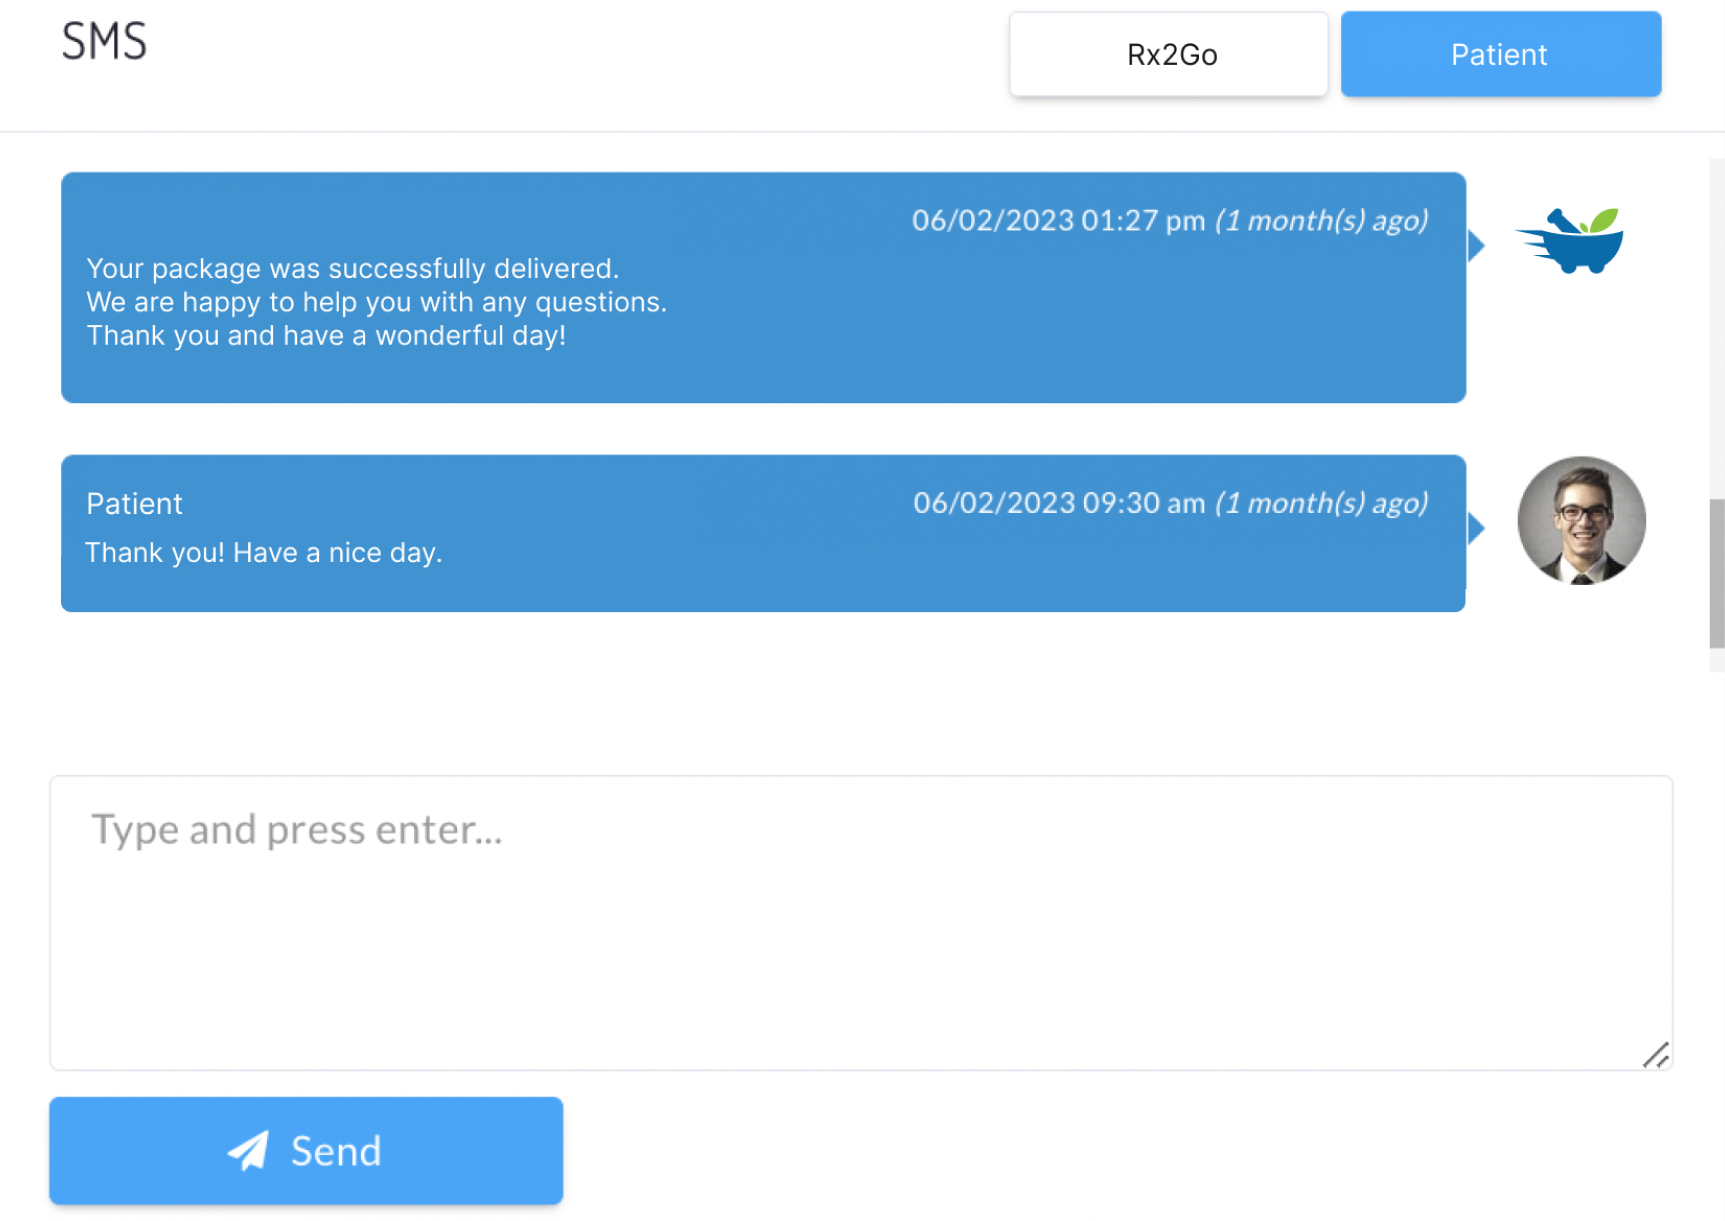 SMS
Rx2Go
Patient
06/02/2023 01:27 pm (1 month(s) ago)
Your package was successfully delivered.
We are happy to help you with any questions.
Thank you and have a wonderful day!
Patient
06/02/2023 09:30 am (1 month(s) ago)
Thank you! Have a nice day.
Type and press enter...
Send